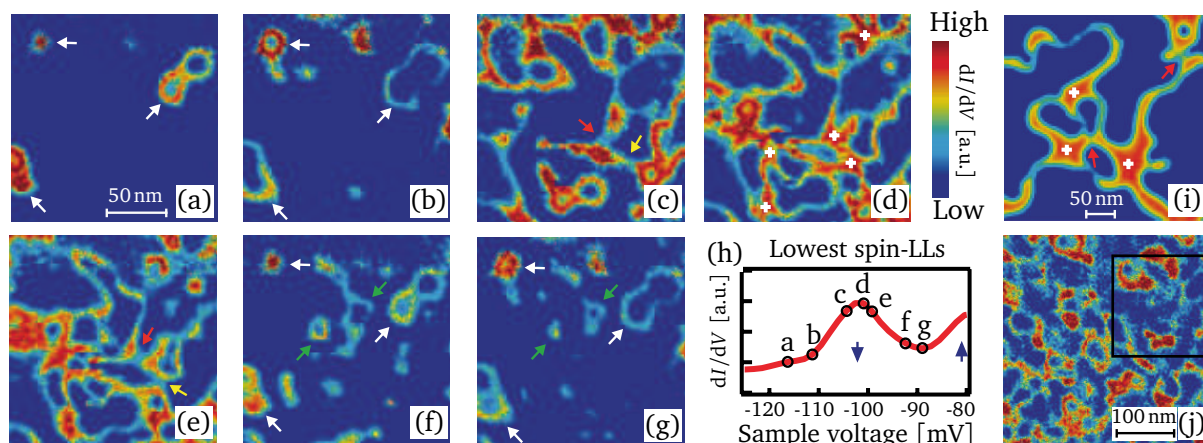 50 nm
(a)
(b)
(c)
(d)
High
dI/dV [a.u.]
Low
50 nm
(i)
(e)
(f)
(g)
(h)
Lowest spin-LLs
dI/dV [a.u.]
a
b
c
d
e
f
g
-120 -110 -100 -90 -80
Sample voltage [mV]
100 nm
(j)